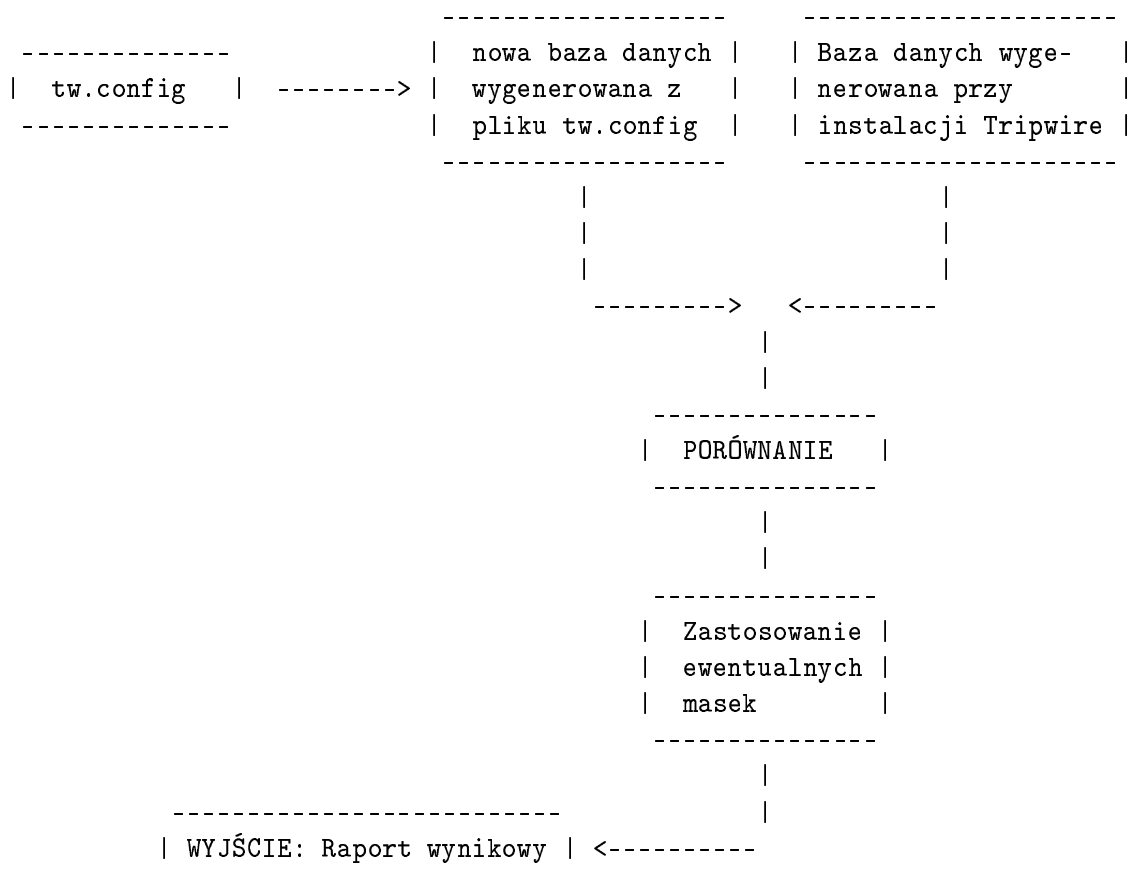 tw.config
nowa baza danych
wygenerowana z
pliku tw.config
Baza danych wyge-
nerowana przy
instalacji Tripwire
PORÓWNANIE
Zastosowanie
ewentualnych
masek
WYJŚCIE: Raport wynikowy